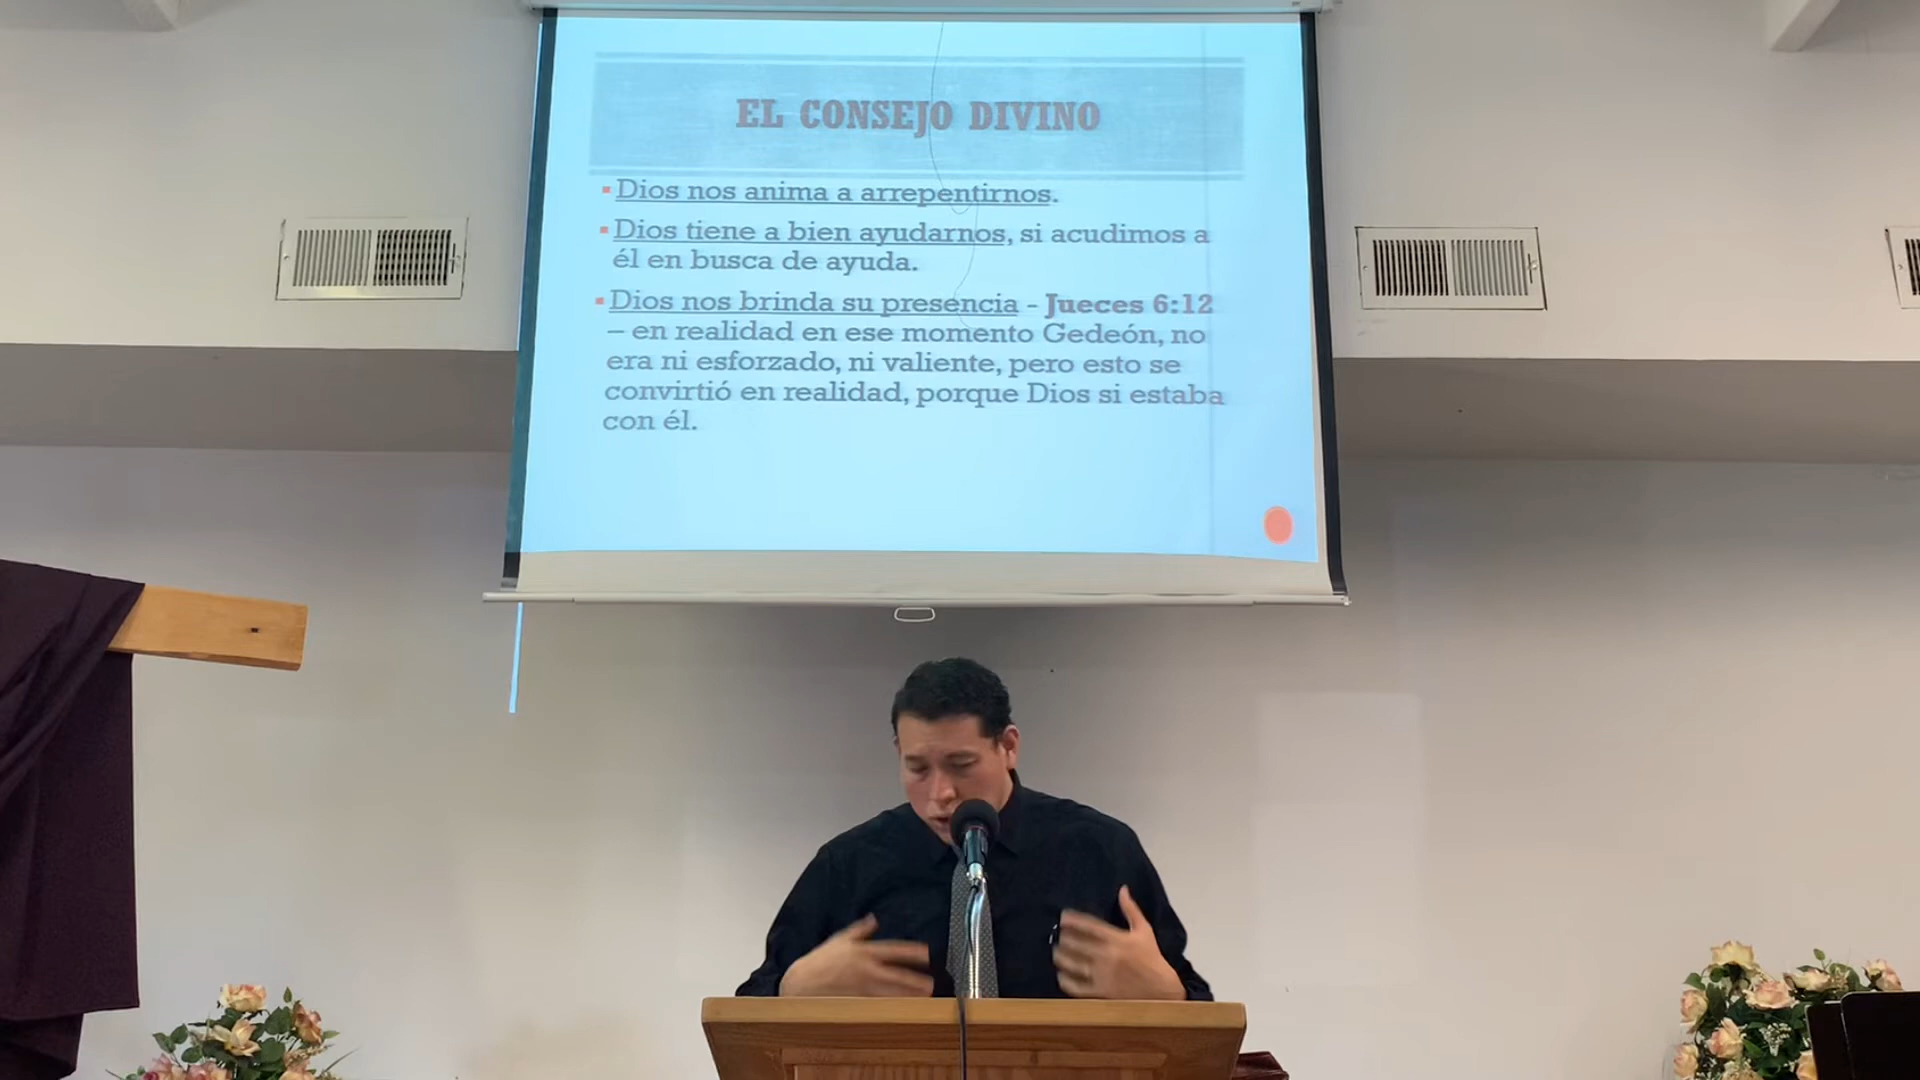 EL CONSEJO DIVINO
Dios nos anima a arrepentirnos.
Dios tiene a bien ayudarnos, si acudimos a
él en busca de ayuda.
Dios nos brinda su presencia - Jueces 6:12
– en realidad en ese momento Gedeón, no
era ni esforzado, ni valiente, pero esto se
convirtió en realidad, porque Dios si estaba
con él.